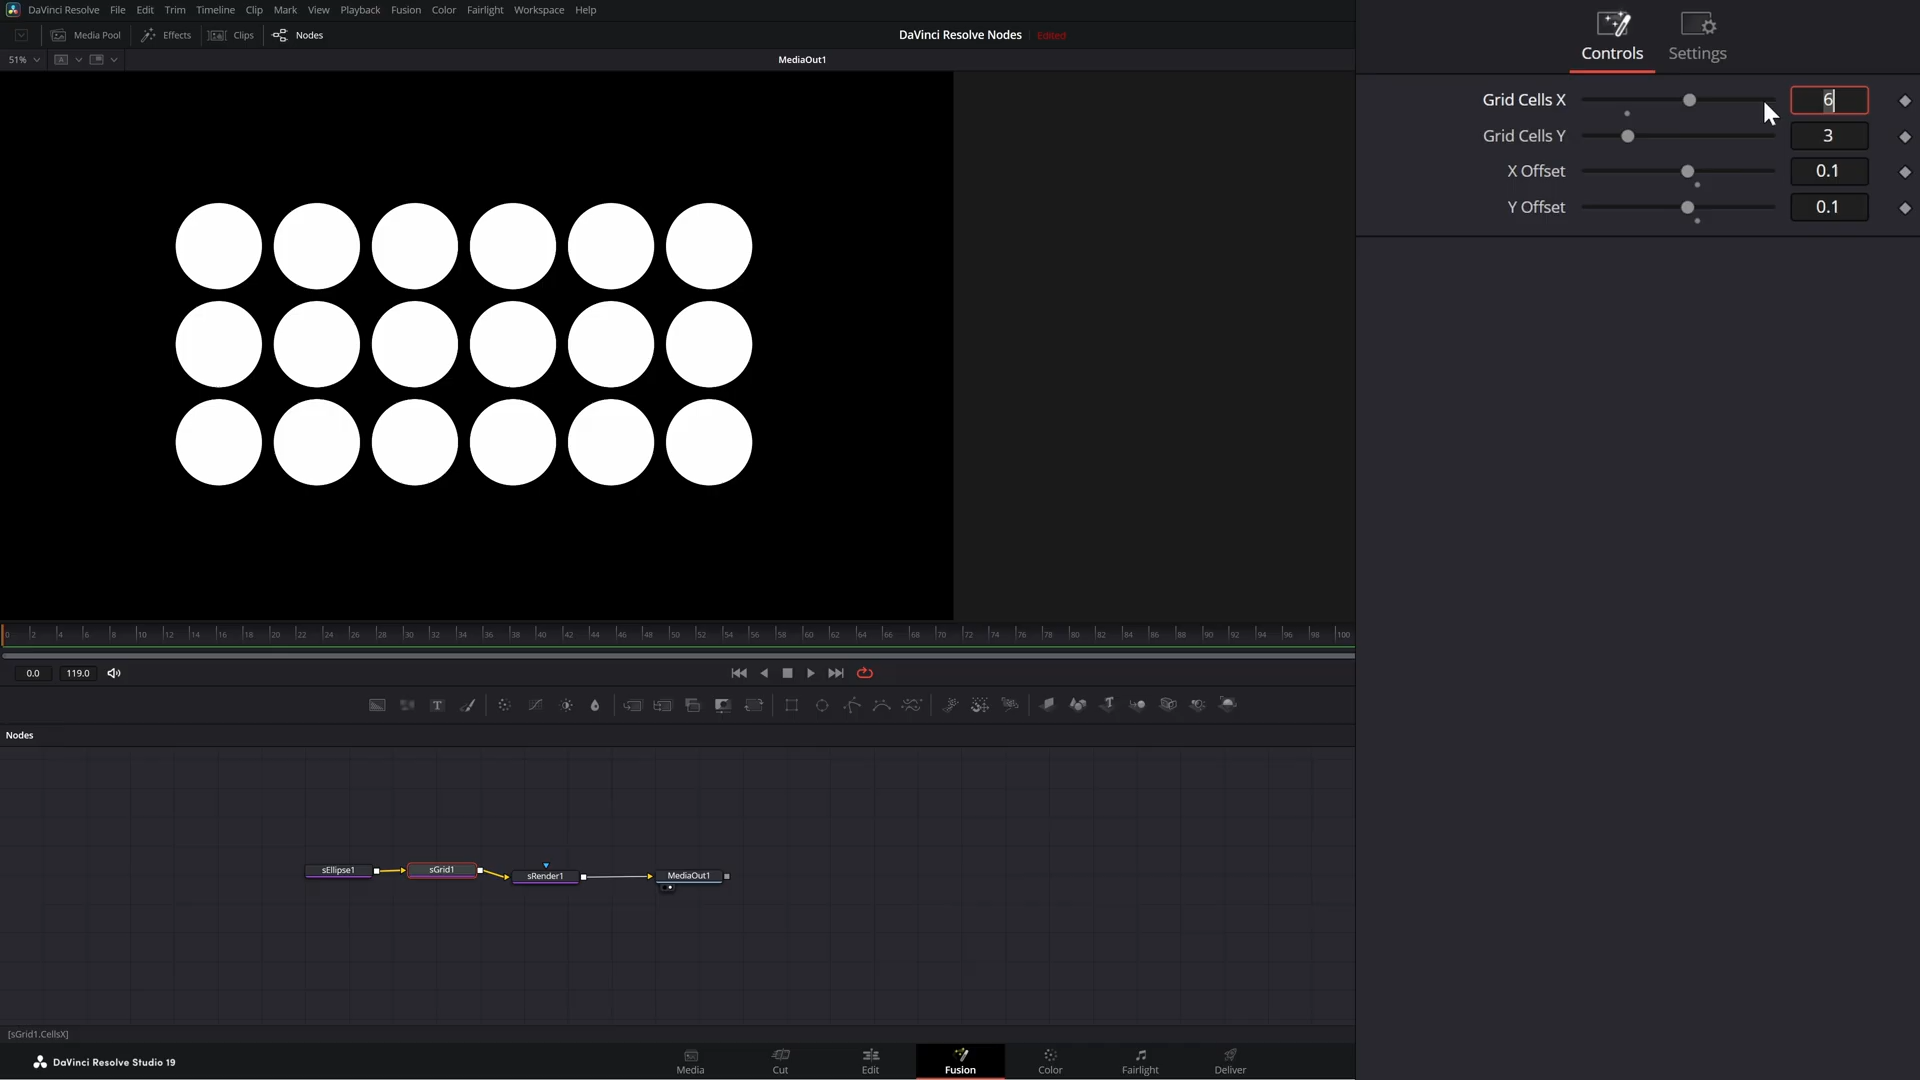 DaVinci Resolve File Edit Trim Timeline Clip Mark View Playback Fusion Color Fairlight Workspace Help
Media Pool Effects Clips Nodes DaVinci Resolve Nodes Edited
51% A MediaOut1
Controls Settings
Grid Cells X 6
Grid Cells Y 3
X Offset 0.1
Y Offset 0.1
0 2 4 6 8 10 12 14 16 18 20 22 24 26 28 30 32 34 36 38 40 42 44 46 48 50 52 54 56 58 60 62 64 66 68 70 72 74 76 78 80 82 84 86 88 90 92 94 96 98 100
0.0 119.0
T
Nodes
sEllipse1 sGrid1 sRender1 MediaOut1
[sGrid1.CellsX]
DaVinci Resolve Studio 19
Media Cut Edit Fusion Color Fairlight Deliver